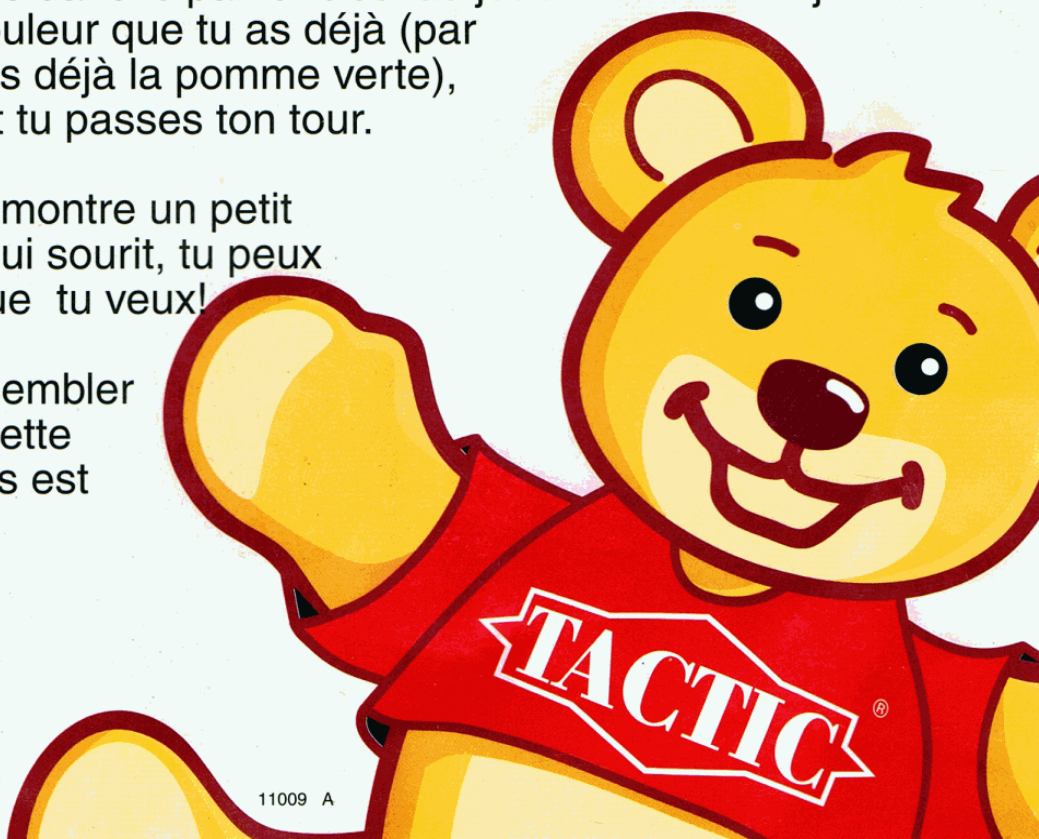 ouleur que tu as déjà (par
s déjà la pomme verte),
t tu passes ton tour.
montre un petit
ui sourit, tu peux
ue tu veux!
embler
ette
s est
TACTIC
®
11009 A